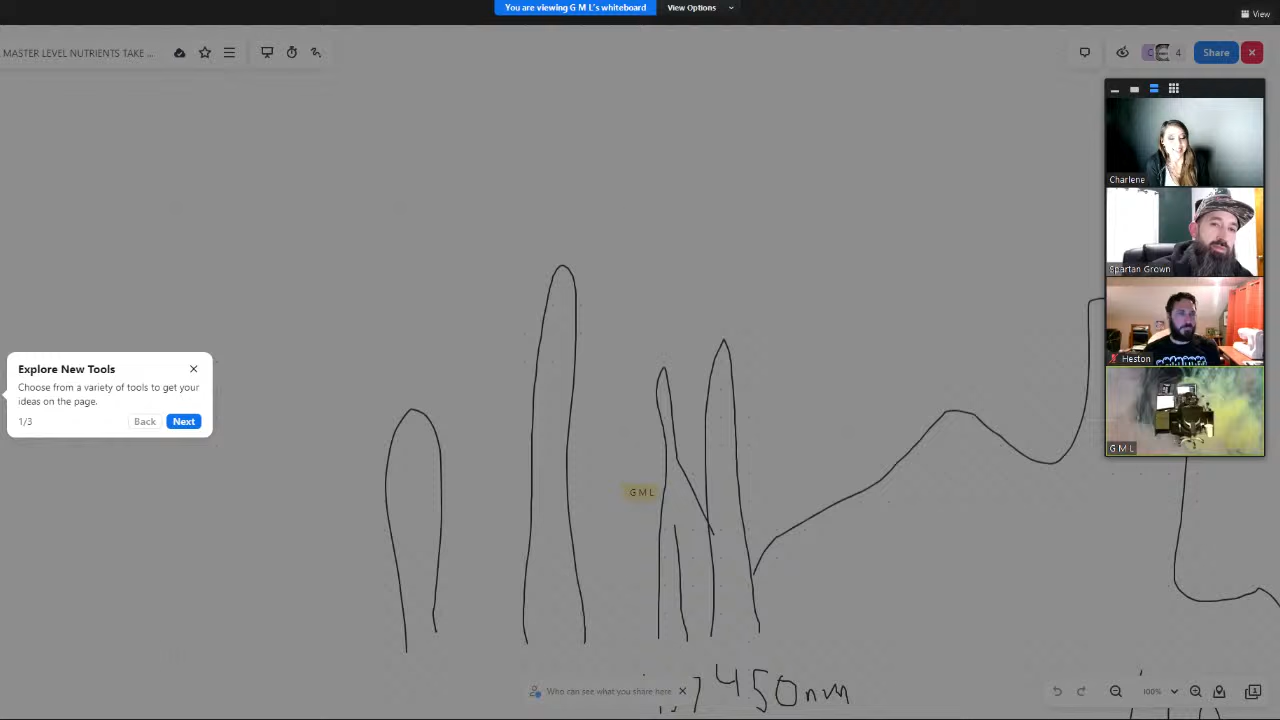 You are viewing G M L's whiteboard
View Options
View
MASTER LEVEL NUTRIENTS TAKE ...
4
Share
Charlene
Spartan Grown
Heston
G M L
Explore New Tools
Choose from a variety of tools to get your
ideas on the page.
1/3
Back
Next
G M L
450nm
Who can see what you share here
100%